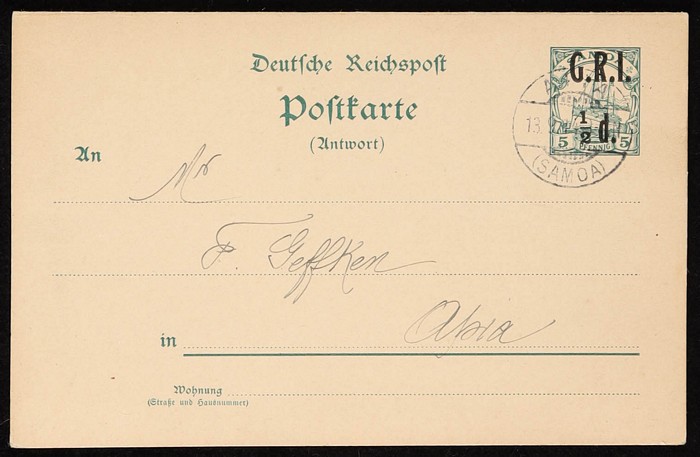 Deutsche Reichspost
Postkarte
(Antwort)
SAMOA
G.R.I.
½ d.
5 PFENNIG 5
13
(SAMOA)
An
Mr
F. Geffken
in Apia
Wohnung
(Straße und Hausnummer)